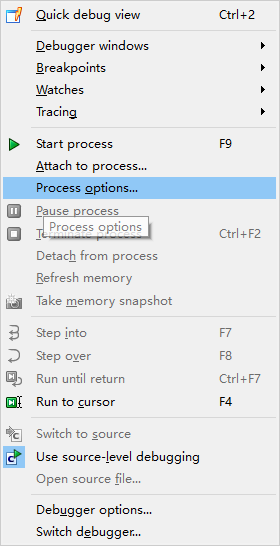 Quick debug view Ctrl+2
Debugger windows
Breakpoints
Watches
Tracing
Start process F9
Attach to process...
Process options...
Pause process
Process options
Terminate process Ctrl+F2
Detach from process
Refresh memory
Take memory snapshot
Step into F7
Step over F8
Run until return Ctrl+F7
Run to cursor F4
Switch to source
Use source-level debugging
Open source file...
Debugger options...
Switch debugger...